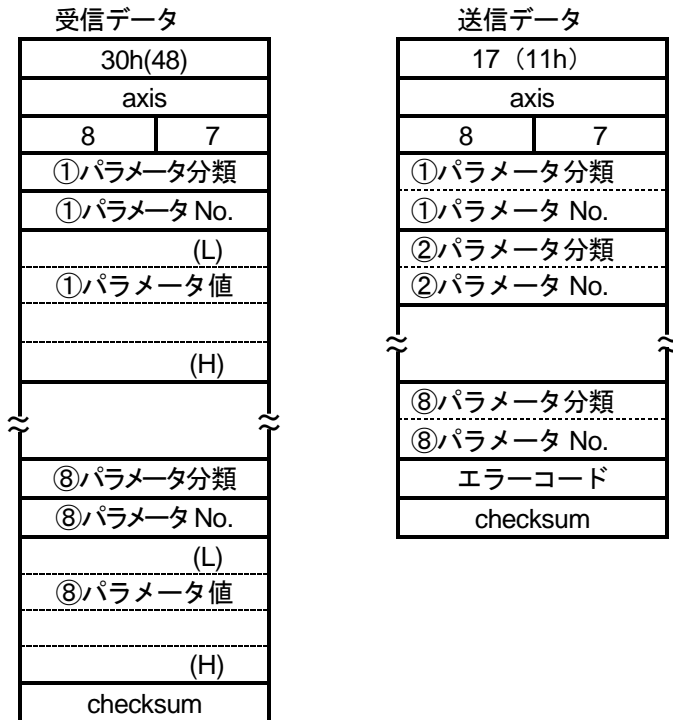 受信データ
30h(48)
axis
8 7
①パラメータ分類
①パラメータ No.
(L)
①パラメータ値
(H)
⑧パラメータ分類
⑧パラメータ No.
(L)
⑧パラメータ値
(H)
checksum
送信データ
17（11h）
axis
8 7
①パラメータ分類
①パラメータ No.
②パラメータ分類
②パラメータ No.
⑧パラメータ分類
⑧パラメータ No.
エラーコード
checksum